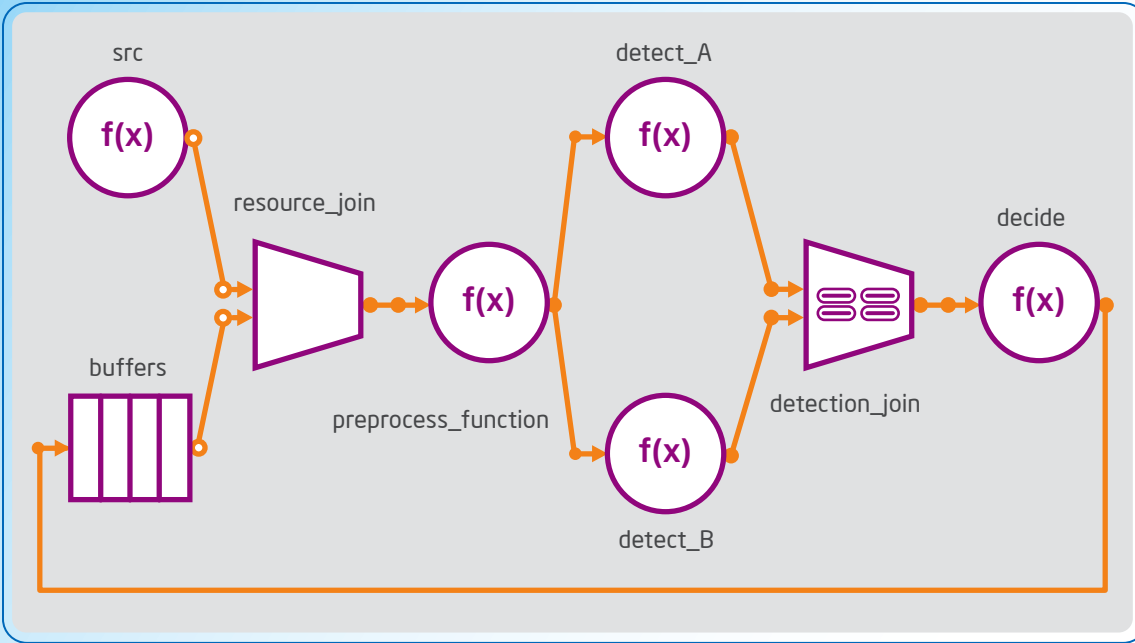 src
detect_A
f(x)
f(x)
resource_join
decide
f(x)
f(x)
buffers
preprocess_function
detection_join
f(x)
detect_B